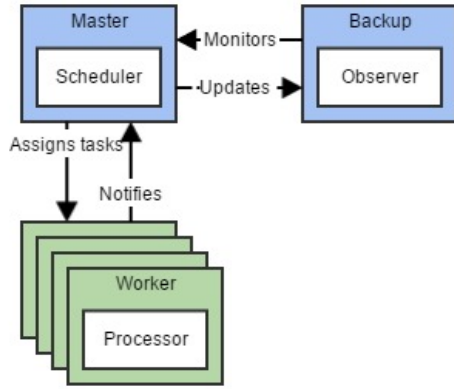 Master
Backup
Monitors
Scheduler
Observer
Updates
Assigns tasks
Notifies
Worker
Processor